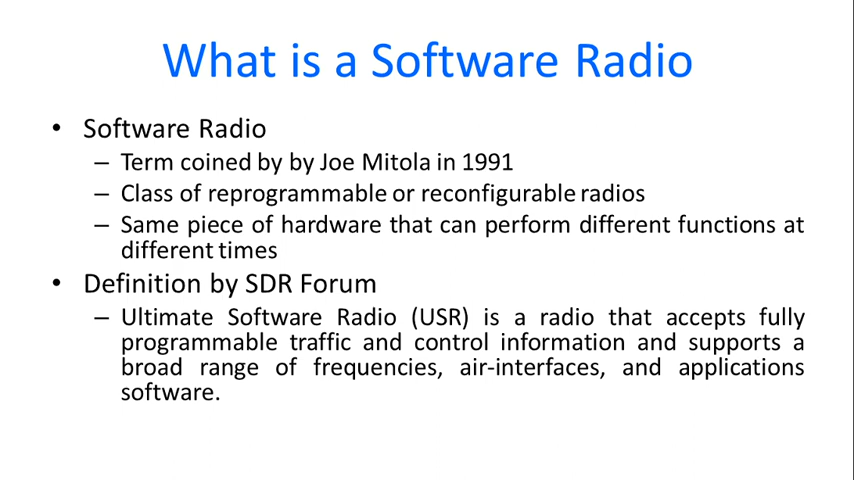 What is a Software Radio
• Software Radio
– Term coined by by Joe Mitola in 1991
– Class of reprogrammable or reconfigurable radios
– Same piece of hardware that can perform different functions at
different times
• Definition by SDR Forum
– Ultimate Software Radio (USR) is a radio that accepts fully
programmable traffic and control information and supports a
broad range of frequencies, air-interfaces, and applications
software.